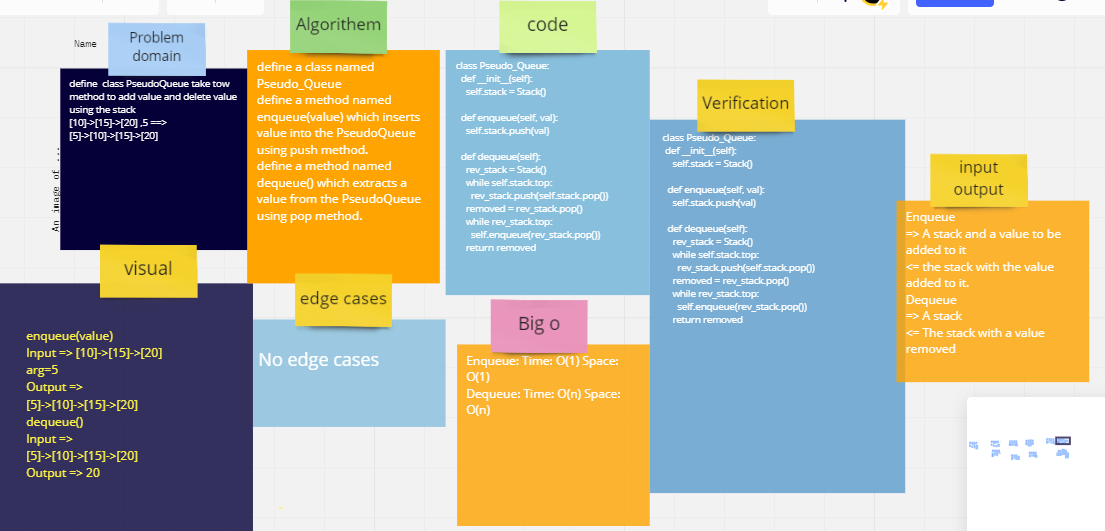 Name
An image of ...
Problem
domain
define class PseudoQueue take tow
method to add value and delete value
using the stack
[10]->[15]->[20] ,5 ==>
[5]->[10]->[15]->[20]
Algorithem
define a class named
Pseudo_Queue
define a method named
enqueue(value) which inserts
value into the PseudoQueue
using push method.
define a method named
dequeue() which extracts a
value from the PseudoQueue
using pop method.
code
class Pseudo_Queue:
def __init__(self):
self.stack = Stack()
def enqueue(self, val):
self.stack.push(val)
def dequeue(self):
rev_stack = Stack()
while self.stack.top:
rev_stack.push(self.stack.pop())
removed = rev_stack.pop()
while rev_stack.top:
self.enqueue(rev_stack.pop())
return removed
Verification
class Pseudo_Queue:
def __init__(self):
self.stack = Stack()
def enqueue(self, val):
self.stack.push(val)
def dequeue(self):
rev_stack = Stack()
while self.stack.top:
rev_stack.push(self.stack.pop())
removed = rev_stack.pop()
while rev_stack.top:
self.enqueue(rev_stack.pop())
return removed
input
output
Enqueue
=> A stack and a value to be
added to it
<= the stack with the value
added to it.
Dequeue
=> A stack
<= The stack with a value
removed
visual
enqueue(value)
Input => [10]->[15]->[20]
arg=5
Output =>
[5]->[10]->[15]->[20]
dequeue()
Input =>
[5]->[10]->[15]->[20]
Output => 20
edge cases
No edge cases
Big o
Enqueue: Time: O(1) Space:
O(1)
Dequeue: Time: O(n) Space:
O(n)